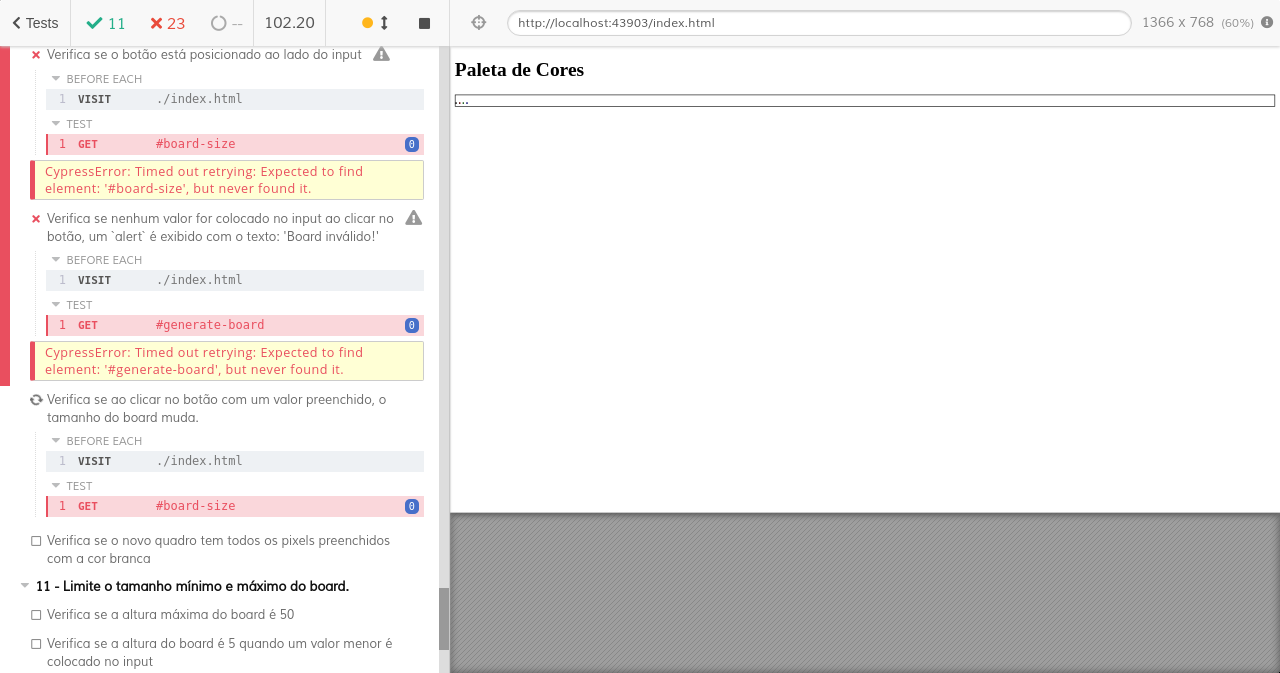 Tests 11 23 -- 102.20 http://localhost:43903/index.html 1366 x 768 (60%)
Verifica se o botão está posicionado ao lado do input
BEFORE EACH
1 VISIT ./index.html
TEST
1 GET #board-size 0
CypressError: Timed out retrying: Expected to find
element: '#board-size', but never found it.
Verifica se nenhum valor for colocado no input ao clicar no
botão, um `alert` é exibido com o texto: 'Board inválido!'
BEFORE EACH
1 VISIT ./index.html
TEST
1 GET #generate-board 0
CypressError: Timed out retrying: Expected to find
element: '#generate-board', but never found it.
Verifica se ao clicar no botão com um valor preenchido, o
tamanho do board muda.
BEFORE EACH
1 VISIT ./index.html
TEST
1 GET #board-size 0
Verifica se o novo quadro tem todos os pixels preenchidos
com a cor branca
11 - Limite o tamanho mínimo e máximo do board.
Verifica se a altura máxima do board é 50
Verifica se a altura do board é 5 quando um valor menor é
colocado no input
Paleta de Cores
....